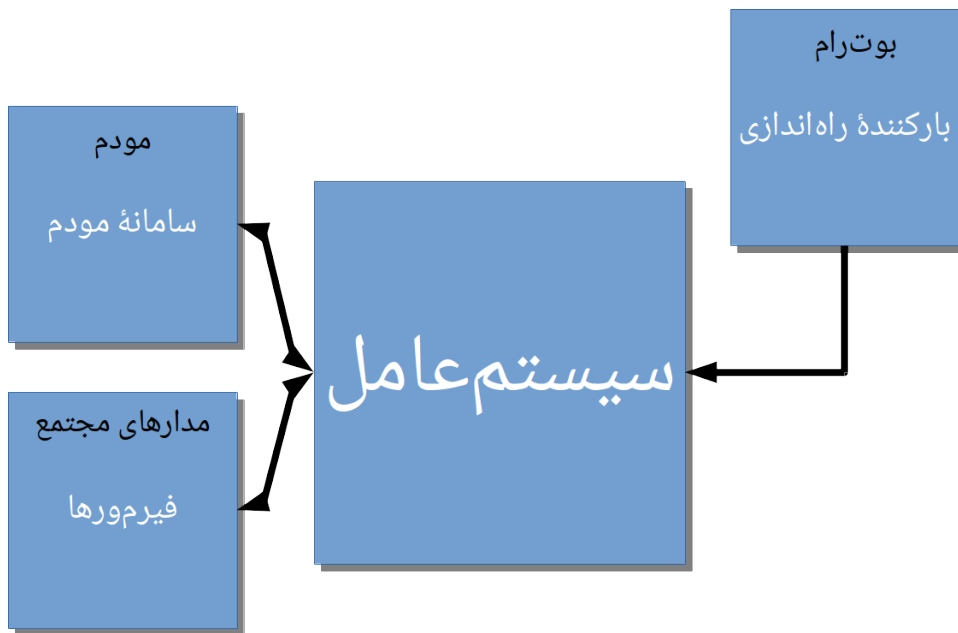 بوت‌رام
بارکنندهٔ راه‌اندازی
مودم
سامانهٔ مودم
سیستم‌عامل
مدارهای مجتمع
فیرم‌ورها